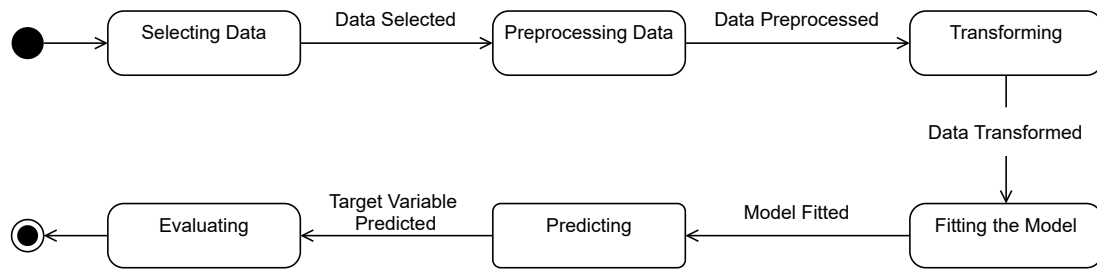 Selecting Data
Data Selected
Preprocessing Data
Data Preprocessed
Transforming
Data Transformed
Fitting the Model
Model Fitted
Predicting
Target Variable
Predicted
Evaluating